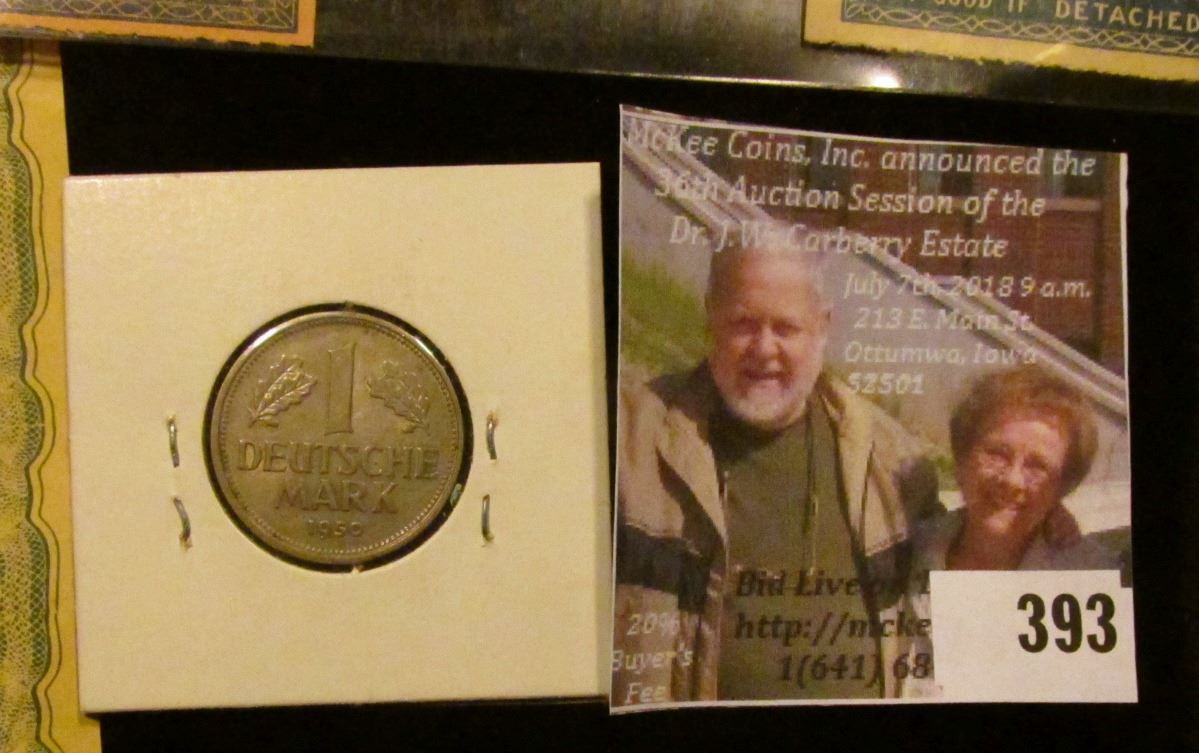 GOOD IF DETACHED
1
DEUTSCHE
MARK
1950
McKee Coins, Inc. announced the
36th Auction Session of the
Dr. J.W. Carberry Estate
July 7th, 2018 9 a.m.
213 E. Main St.
Ottumwa, Iowa
52501
Bid Live
http://mcke
1(641) 68
20%
Buyer's
Fee
393